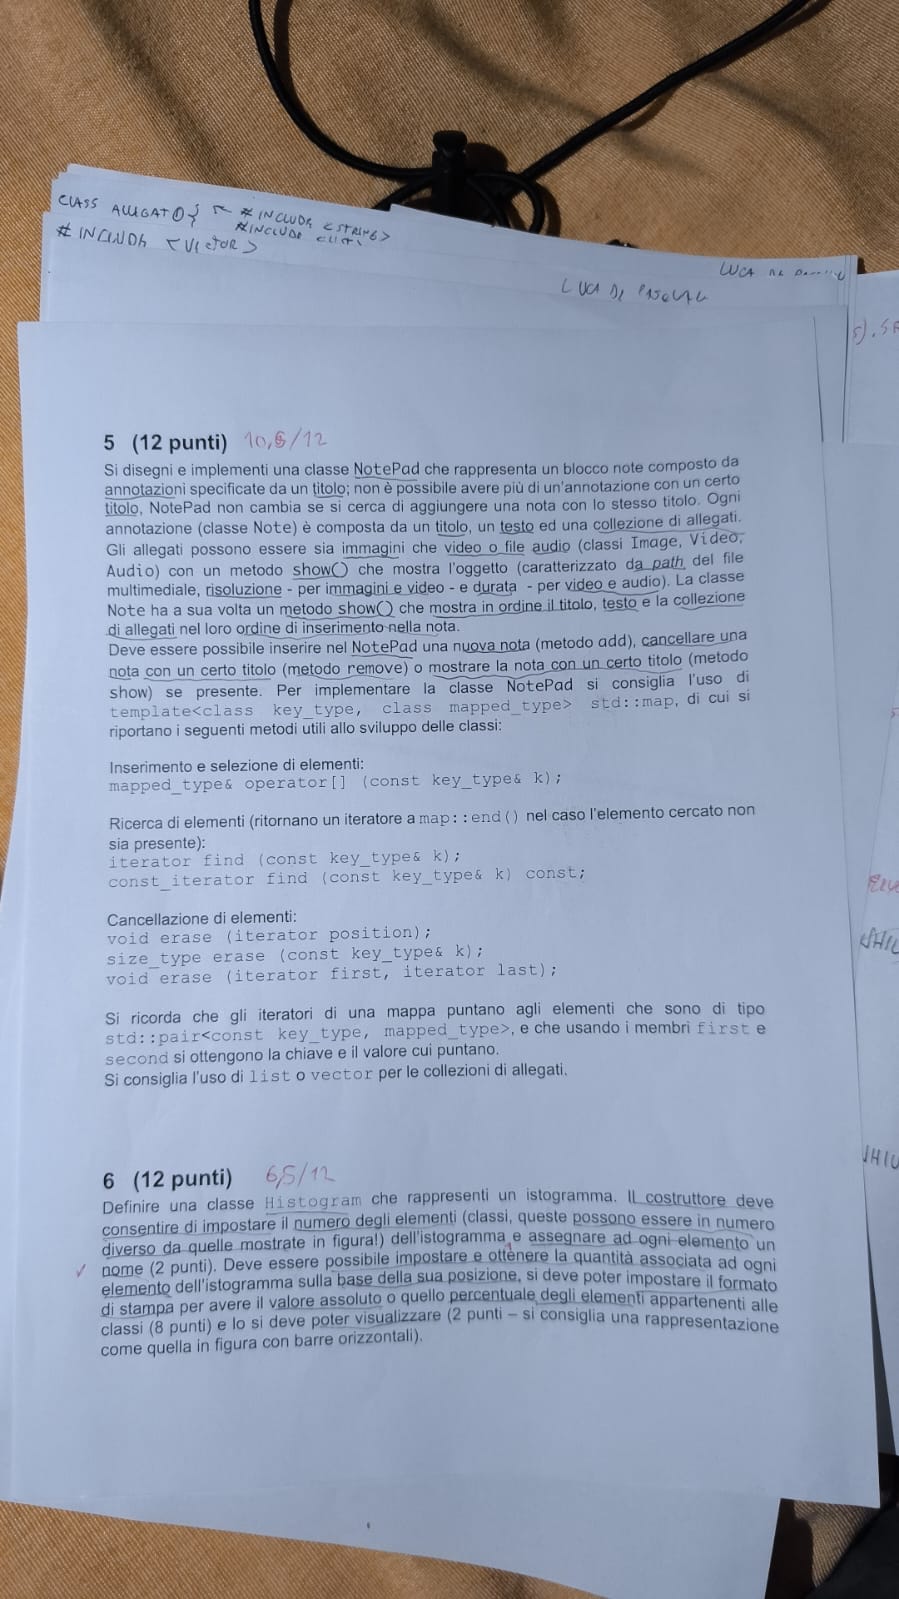 CLASS ALLEGATO { # INCLUDE <STRING>
# INCLUDE <VECTOR> #INCLUDE <LIST>
LUCA
LUCA DE PASQUALE
5 (12 punti) 10,5/12
Si disegni e implementi una classe NotePad che rappresenta un blocco note composto da
annotazioni specificate da un titolo; non è possibile avere più di un'annotazione con un certo
titolo, NotePad non cambia se si cerca di aggiungere una nota con lo stesso titolo. Ogni
annotazione (classe Note) è composta da un titolo, un testo ed una collezione di allegati.
Gli allegati possono essere sia immagini che video o file audio (classi Image, Video,
Audio) con un metodo show() che mostra l'oggetto (caratterizzato da path del file
multimediale, risoluzione - per immagini e video - e durata - per video e audio). La classe
Note ha a sua volta un metodo show() che mostra in ordine il titolo, testo e la collezione
di allegati nel loro ordine di inserimento nella nota.
Deve essere possibile inserire nel NotePad una nuova nota (metodo add), cancellare una
nota con un certo titolo (metodo remove) o mostrare la nota con un certo titolo (metodo
show) se presente. Per implementare la classe NotePad si consiglia l'uso di
template<class key_type, class mapped_type> std::map, di cui si
riportano i seguenti metodi utili allo sviluppo delle classi:
Inserimento e selezione di elementi:
mapped_type& operator[] (const key_type& k);
Ricerca di elementi (ritornano un iteratore a map::end() nel caso l'elemento cercato non
sia presente):
iterator find (const key_type& k);
const_iterator find (const key_type& k) const;
Cancellazione di elementi:
void erase (iterator position);
size_type erase (const key_type& k);
void erase (iterator first, iterator last);
Si ricorda che gli iteratori di una mappa puntano agli elementi che sono di tipo
std::pair<const key_type, mapped_type>, e che usando i membri first e
second si ottengono la chiave e il valore cui puntano.
Si consiglia l'uso di list o vector per le collezioni di allegati.
6 (12 punti) 6,5/12
Definire una classe Histogram che rappresenti un istogramma. Il costruttore deve
consentire di impostare il numero degli elementi (classi, queste possono essere in numero
diverso da quelle mostrate in figura!) dell'istogramma e assegnare ad ogni elemento un
nome (2 punti). Deve essere possibile impostare e ottenere la quantità associata ad ogni
elemento dell'istogramma sulla base della sua posizione, si deve poter impostare il formato
di stampa per avere il valore assoluto o quello percentuale degli elementi appartenenti alle
classi (8 punti) e lo si deve poter visualizzare (2 punti – si consiglia una rappresentazione
come quella in figura con barre orizzontali).